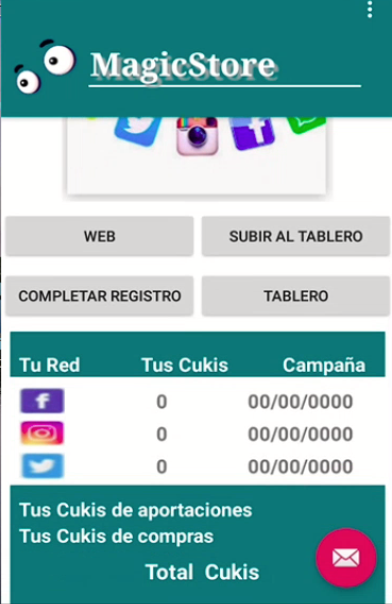 MagicStore
WEB
SUBIR AL TABLERO
COMPLETAR REGISTRO
TABLERO
Tu Red Tus Cukis Campaña
0 00/00/0000
0 00/00/0000
0 00/00/0000
Tus Cukis de aportaciones
Tus Cukis de compras
Total Cukis